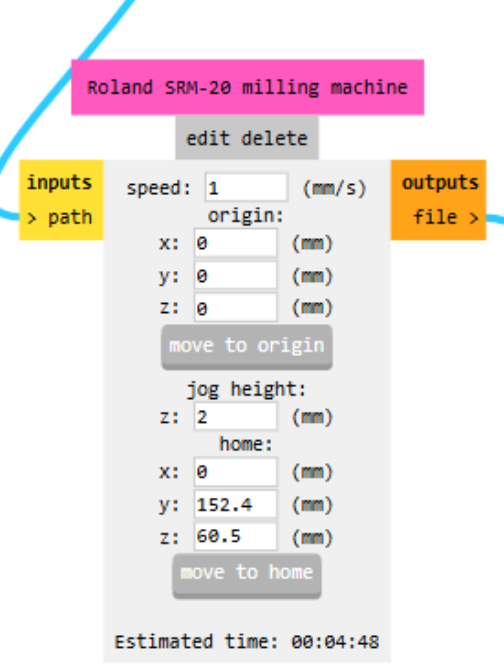 Roland SRM-20 milling machine
edit delete
inputs
> path
outputs
file >
speed: 1 (mm/s)
origin:
x: 0 (mm)
y: 0 (mm)
z: 0 (mm)
move to origin
jog height:
z: 2 (mm)
home:
x: 0 (mm)
y: 152.4 (mm)
z: 60.5 (mm)
move to home
Estimated time: 00:04:48